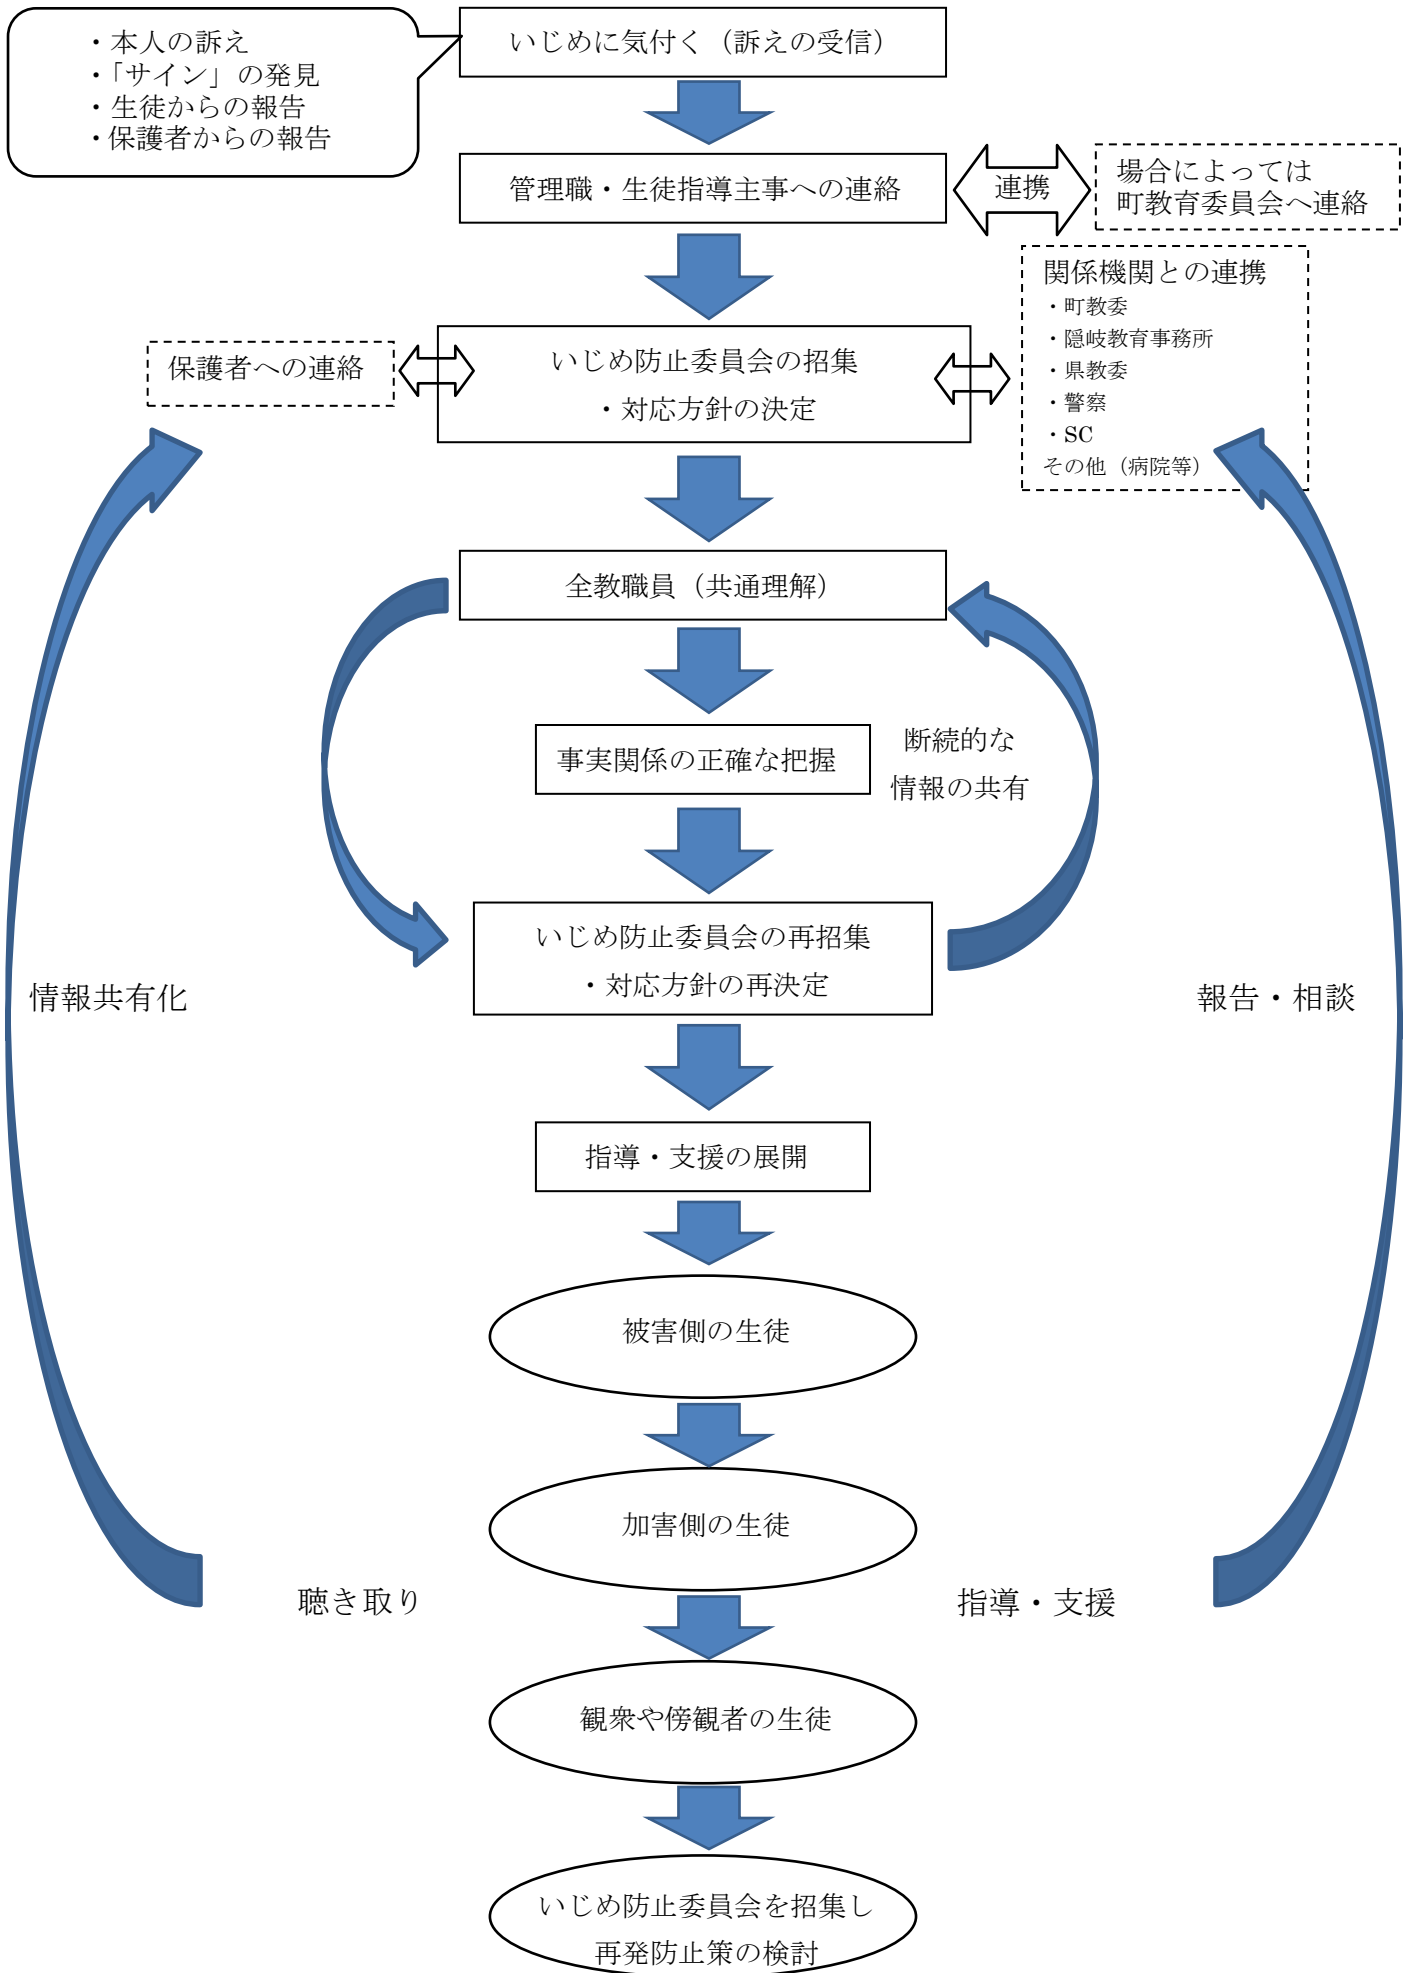 ・本人の訴え
・「サイン」の発見
・生徒からの報告
・保護者からの報告
いじめに気付く（訴えの受信）
管理職・生徒指導主事への連絡
連携
場合によっては
町教育委員会へ連絡
関係機関との連携
・町教委
・隠岐教育事務所
・県教委
・警察
・SC
その他（病院等）
保護者への連絡
いじめ防止委員会の招集
・対応方針の決定
全教職員（共通理解）
事実関係の正確な把握
断続的な
情報の共有
いじめ防止委員会の再招集
・対応方針の再決定
情報共有化
報告・相談
指導・支援の展開
被害側の生徒
加害側の生徒
聴き取り
指導・支援
観衆や傍観者の生徒
いじめ防止委員会を招集し
再発防止策の検討